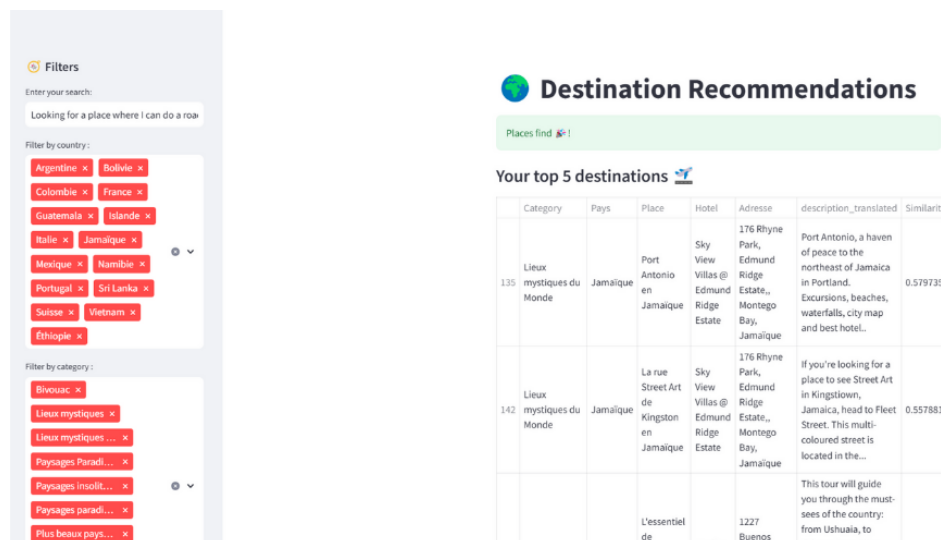 Filters
Enter your search:
Looking for a place where I can do a roa
Filter by country :
Argentine × Bolivie ×
Colombie × France ×
Guatemala × Islande ×
Italie × Jamaïque ×
Mexique × Namibie ×
Portugal × Sri Lanka ×
Suisse × Vietnam ×
Éthiopie ×
Filter by category :
Bivouac ×
Lieux mystiques ×
Lieux mystiques ... ×
Paysages Paradi... ×
Paysages insolit... ×
Paysages paradi... ×
Plus beaux pays... ×
Destination Recommendations
Places find !
Your top 5 destinations
Category Pays Place Hotel Adresse description_translated Similarit
135
Lieux
mystiques du
Monde
Jamaïque
Port
Antonio
en
Jamaïque
Sky
View
Villas @
Edmund
Ridge
Estate
176 Rhyne
Park,
Edmund
Ridge
Estate,,
Montego
Bay,
Jamaïque
Port Antonio, a haven
of peace to the
northeast of Jamaica
in Portland.
Excursions, beaches,
waterfalls, city map
and best hotel..
0.579735
142
Lieux
mystiques du
Monde
Jamaïque
La rue
Street Art
de
Kingston
en
Jamaïque
Sky
View
Villas @
Edmund
Ridge
Estate
176 Rhyne
Park,
Edmund
Ridge
Estate,,
Montego
Bay,
Jamaïque
If you're looking for a
place to see Street Art
in Kingstiown,
Jamaica, head to Fleet
Street. This multi-
coloured street is
located in the...
0.557883
L'essentiel
de
1227
Buenos
This tour will guide
you through the must-
sees of the country:
from Ushuaia, to